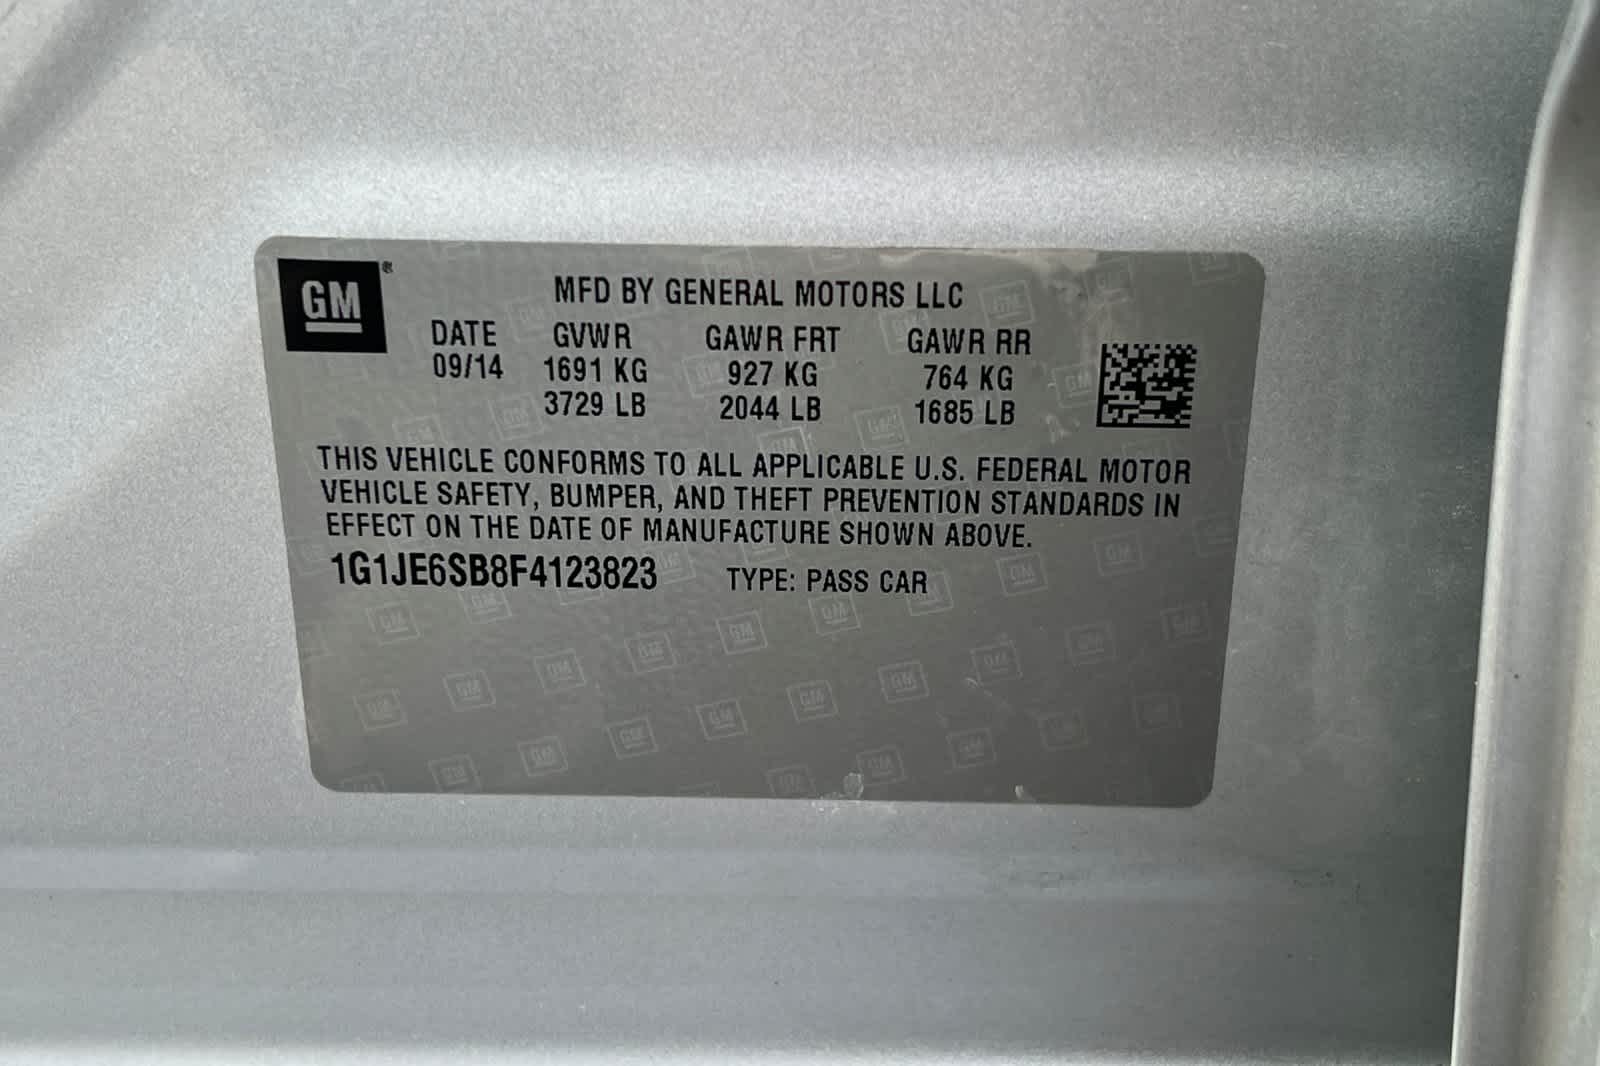 GM®
MFD BY GENERAL MOTORS LLC
DATE GVWR GAWR FRT GAWR RR
09/14 1691 KG 927 KG 764 KG
3729 LB 2044 LB 1685 LB
THIS VEHICLE CONFORMS TO ALL APPLICABLE U.S. FEDERAL MOTOR
VEHICLE SAFETY, BUMPER, AND THEFT PREVENTION STANDARDS IN
EFFECT ON THE DATE OF MANUFACTURE SHOWN ABOVE.
1G1JE6SB8F4123823 TYPE: PASS CAR